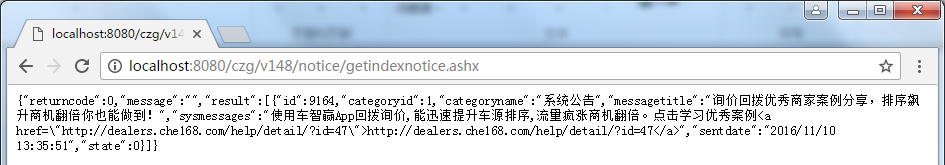 localhost:8080/czg/v148
localhost:8080/czg/v148/notice/getindexnotice.ashx
{"returncode":0,"message":"","result":[{"id":9164,"categoryid":1,"categoryname":"系统公告","messagetitle":"询价回拨优秀商家案例分享，排序飙
升商机翻倍你也能做到！","sysmessages":"使用车智赢App回拨询价,能迅速提升车源排序,流量疯涨商机翻倍。点击学习优秀案例<a
href=\"http://dealers.che168.com/help/detail/?id=47\">http://dealers.che168.com/help/detail/?id=47</a>","sentdate":"2016/11/10
13:35:51","state":0}]}